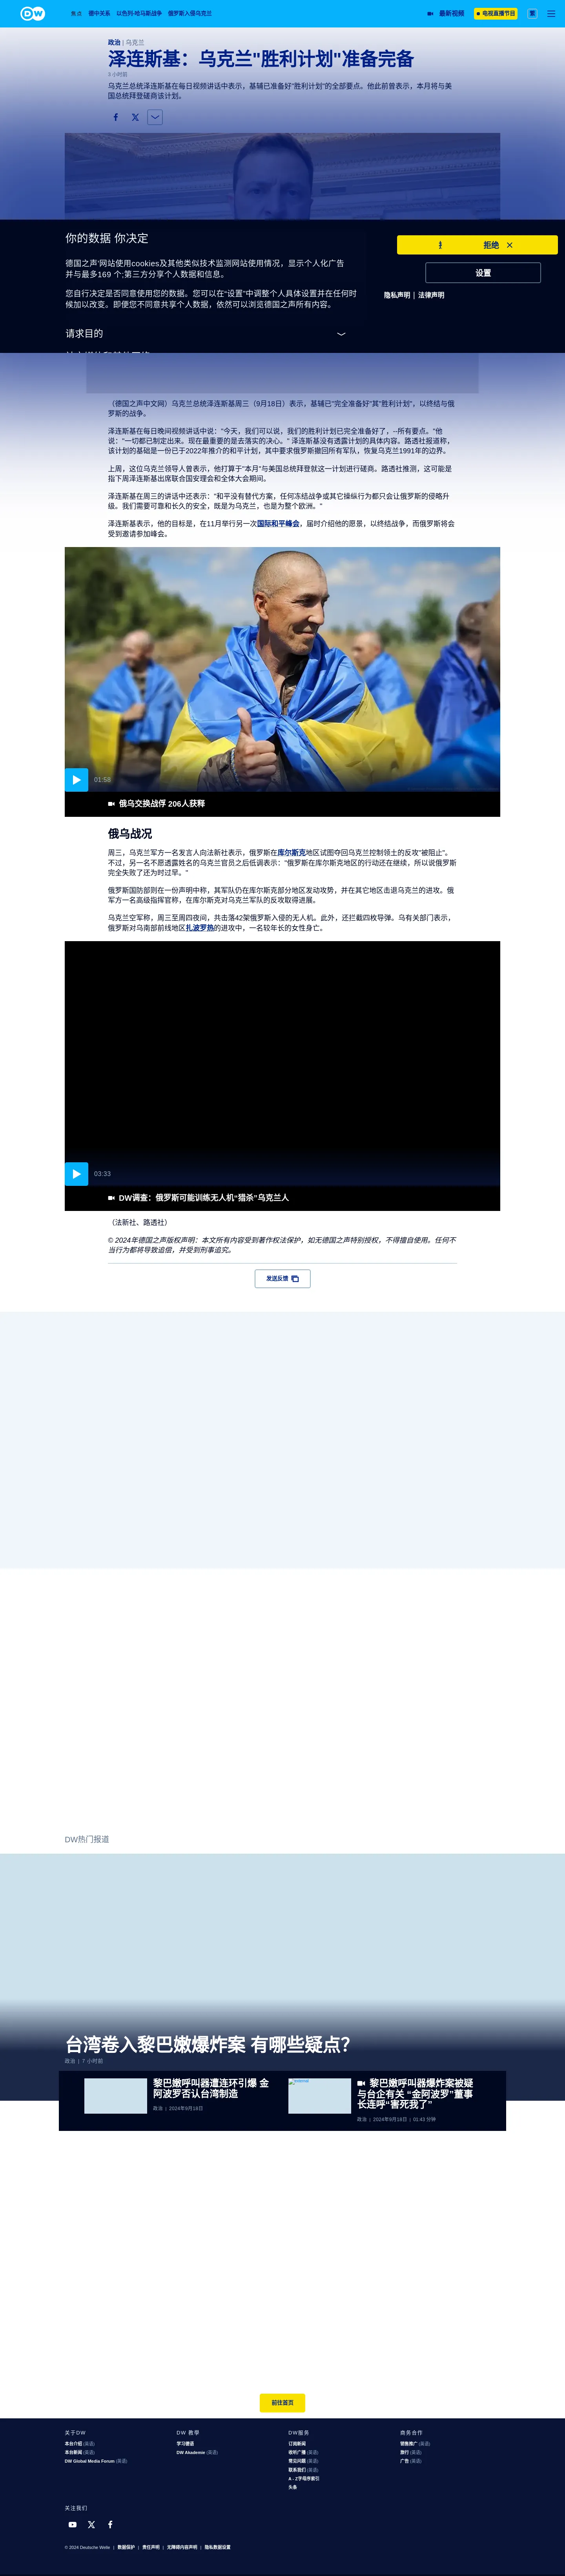 DW
焦点 德中关系 以色列-哈马斯战争 俄罗斯入侵乌克兰 最新视频 电视直播节目 繁
政治 | 乌克兰
泽连斯基：乌克兰"胜利计划"准备完备
3 小时前
乌克兰总统泽连斯基在每日视频讲话中表示，基辅已准备好"胜利计划"的全部要点。他此前曾表示，本月将与美
国总统拜登磋商该计划。
你的数据 你决定
德国之声'网站使用cookies及其他类似技术监测网站使用情况，显示个人化广告
并与最多169 个;第三方分享个人数据和信息。
您自行决定是否同意使用您的数据。您可以在"设置"中调整个人具体设置并在任何时
候加以改变。即便您不同意共享个人数据，依然可以浏览德国之声所有内容。
请求目的
拒绝
设置
隐私声明 | 法律声明
（德国之声中文网）乌克兰总统泽连斯基周三（9月18日）表示，基辅已"完全准备好"其"胜利计划"，以终结与俄
罗斯的战争。
泽连斯基在每日晚间视频讲话中说："今天，我们可以说，我们的胜利计划已完全准备好了，--所有要点。"他
说："一切都已制定出来。现在最重要的是去落实的决心。" 泽连斯基没有透露计划的具体内容。路透社报道称，
该计划的基础是一份已于2022年推介的和平计划，其中要求俄罗斯撤回所有军队，恢复乌克兰1991年的边界。
上周，这位乌克兰领导人曾表示，他打算于"本月"与美国总统拜登就这一计划进行磋商。路透社推测，这可能是
指下周泽连斯基出席联合国安理会和全体大会期间。
泽连斯基在周三的讲话中还表示："和平没有替代方案，任何冻结战争或其它操纵行为都只会让俄罗斯的侵略升
级。我们需要可靠和长久的安全，既是为乌克兰，也是为整个欧洲。"
泽连斯基表示，他的目标是，在11月举行另一次国际和平峰会，届时介绍他的愿景，以终结战争，而俄罗斯将会
受到邀请参加峰会。
01:58
俄乌交换战俘 206人获释
俄乌战况
周三，乌克兰军方一名发言人向法新社表示，俄罗斯在库尔斯克地区试图夺回乌克兰控制领土的反攻"被阻止"。
不过，另一名不愿透露姓名的乌克兰官员之后低调表示："俄罗斯在库尔斯克地区的行动还在继续，所以说俄罗斯
完全失败了还为时过早。"
俄罗斯国防部则在一份声明中称，其军队仍在库尔斯克部分地区发动攻势，并在其它地区击退乌克兰的进攻。俄
军方一名高级指挥官称，在库尔斯克对乌克兰军队的反攻取得进展。
乌克兰空军称，周三至周四夜间，共击落42架俄罗斯入侵的无人机。此外，还拦截四枚导弹。乌有关部门表示，
俄罗斯对乌南部前线地区扎波罗热的进攻中，一名较年长的女性身亡。
03:33
DW调查：俄罗斯可能训练无人机"猎杀"乌克兰人
（法新社、路透社）
© 2024年德国之声版权声明：本文所有内容受到著作权法保护，如无德国之声特别授权，不得擅自使用。任何不
当行为都将导致追偿，并受到刑事追究。
发送反馈
DW热门报道
台湾卷入黎巴嫩爆炸案 有哪些疑点？
政治 | 7 小时前
黎巴嫩呼叫器遭连环引爆 金
阿波罗否认台湾制造
政治 | 2024年9月18日
黎巴嫩呼叫器爆炸案被疑
与台企有关 "金阿波罗"董事
长连呼"害死我了"
政治 | 2024年9月18日 | 01:43 分钟
前往首页
关于DW
本台介绍 (英语)
本台新闻 (英语)
DW Global Media Forum (英语)
DW 教學
学习德语
DW Akademie (英语)
DW服务
订阅新闻
收听广播 (英语)
常见问题 (英语)
联系我们 (英语)
A - Z字母序索引
头条
商务合作
销售推广 (英语)
旅行 (英语)
广告 (英语)
关注我们
© 2024 Deutsche Welle | 数据保护 | 责任声明 | 无障碍内容声明 | 隐私数据设置